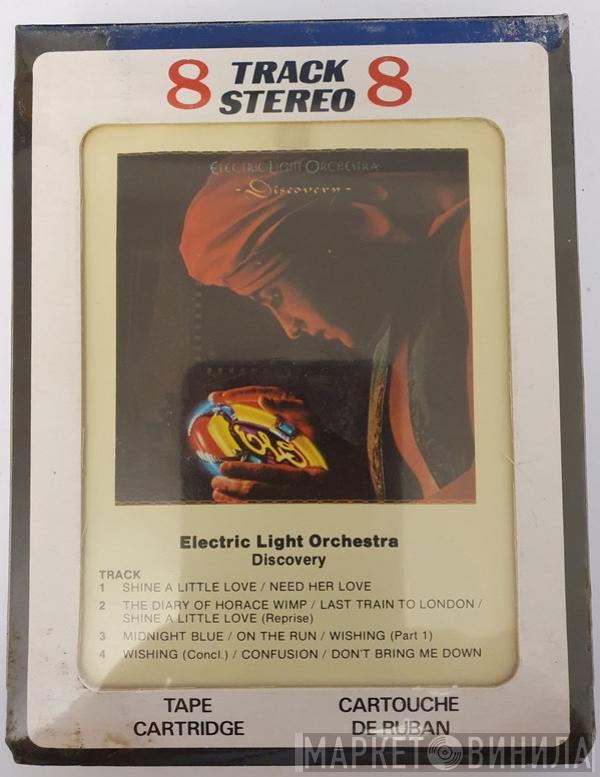 8 TRACK 8
STEREO
ELECTRIC LIGHT ORCHESTRA
- Discovery -
ELO
Electric Light Orchestra
Discovery
TRACK
1 SHINE A LITTLE LOVE / NEED HER LOVE
2 THE DIARY OF HORACE WIMP / LAST TRAIN TO LONDON /
SHINE A LITTLE LOVE (Reprise)
3 MIDNIGHT BLUE / ON THE RUN / WISHING (Part 1)
4 WISHING (Concl.) / CONFUSION / DON'T BRING ME DOWN
TAPE
CARTRIDGE
CARTOUCHE
DE RUBAN
МАРКЕТ ВИНИЛА